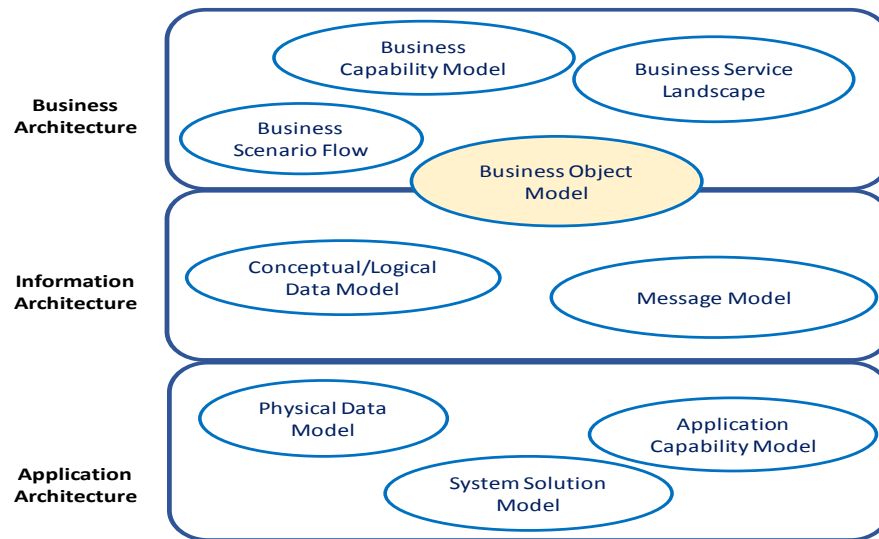 Business
Architecture
Business
Capability Model
Business Service
Landscape
Business
Scenario Flow
Business Object
Model
Information
Architecture
Conceptual/Logical
Data Model
Message Model
Application
Architecture
Physical Data
Model
Application
Capability Model
System Solution
Model